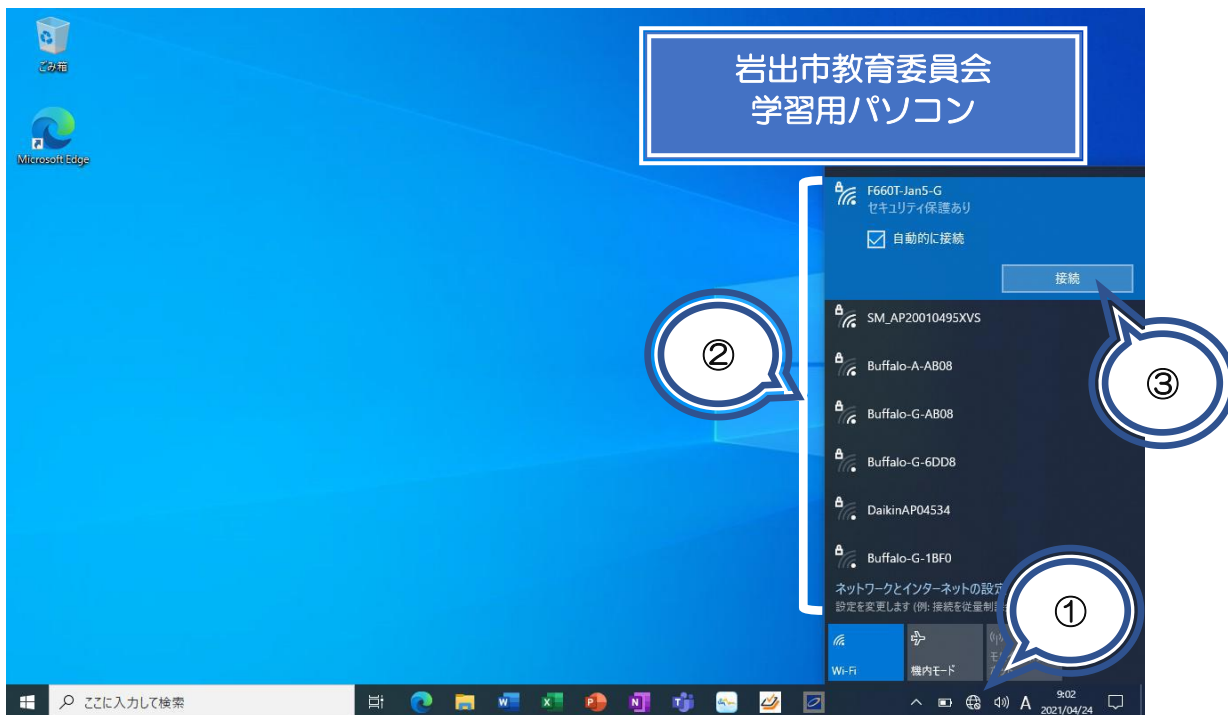 ごみ箱
Microsoft Edge
岩出市教育委員会
学習用パソコン
F660T-Jan5-G
セキュリティ保護あり
自動的に接続
接続
③
SM_AP20010495XVS
②
Buffalo-A-AB08
Buffalo-G-AB08
Buffalo-G-6DD8
DaikinAP04534
Buffalo-G-1BF0
ネットワークとインターネットの設定
設定を変更します (例: 接続を従量制
①
Wi-Fi
機内モード
ここに入力して検索
A
9:02
2021/04/24